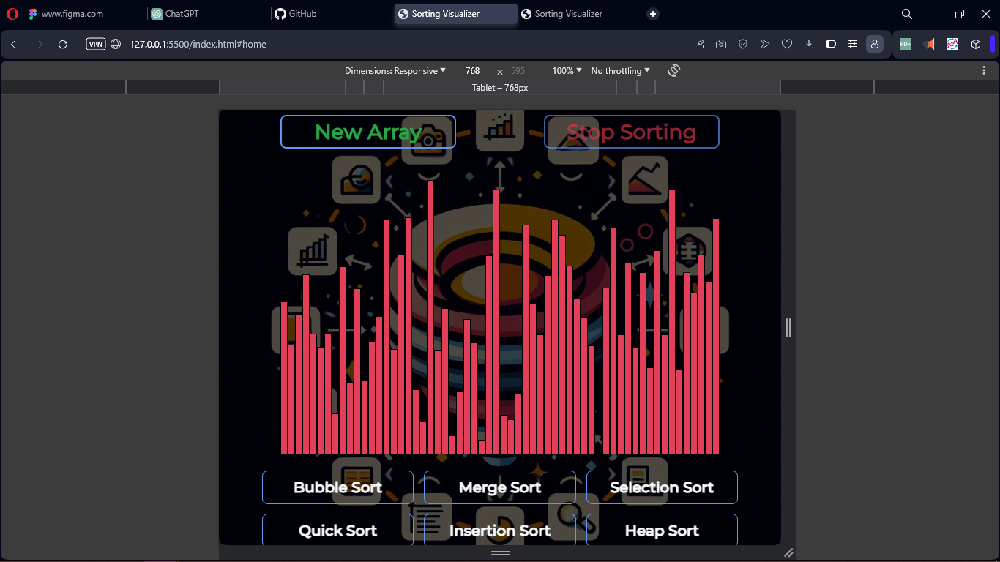 www.figma.com
ChatGPT
GitHub
Sorting Visualizer
Sorting Visualizer
VPN
127.0.0.1:5500/index.html#home
PDF
Dimensions: Responsive
768
×
595
100%
No throttling
Tablet – 768px
New Array
Stop Sorting
Bubble Sort
Merge Sort
Selection Sort
Quick Sort
Insertion Sort
Heap Sort